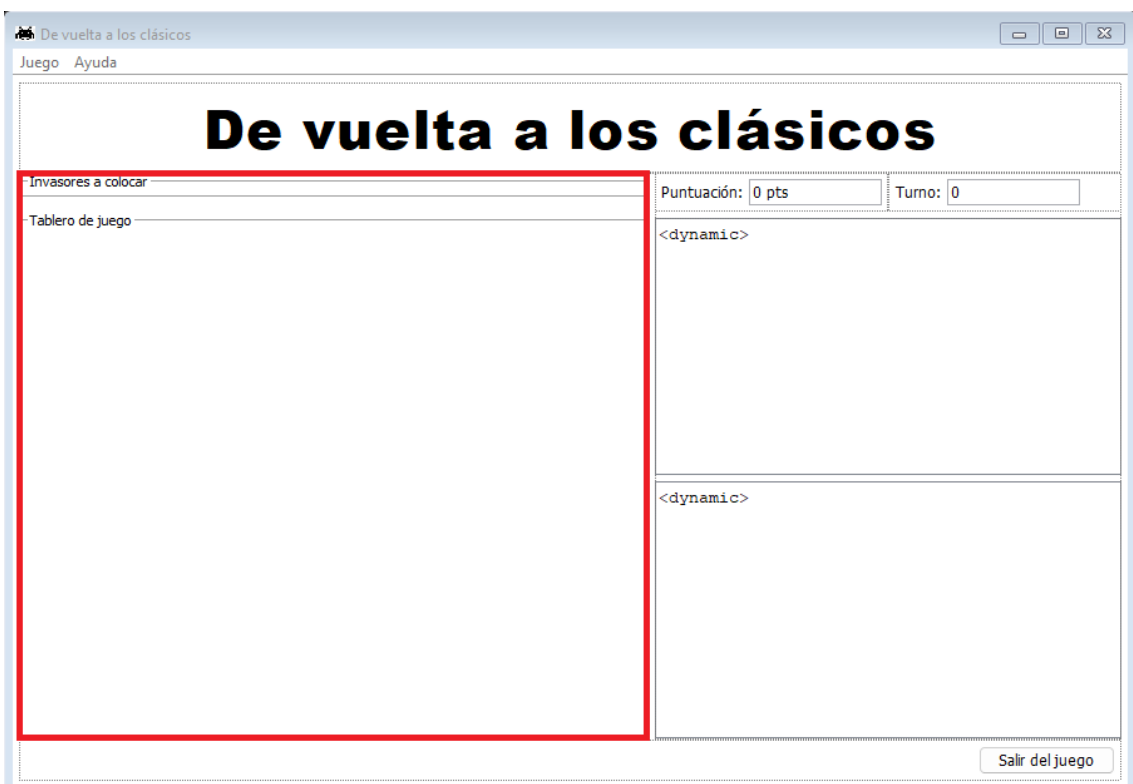 De vuelta a los clásicos
Juego Ayuda
De vuelta a los clásicos
Invasores a colocar
Tablero de juego
Puntuación: 0 pts Turno: 0
<dynamic>
<dynamic>
Salir del juego